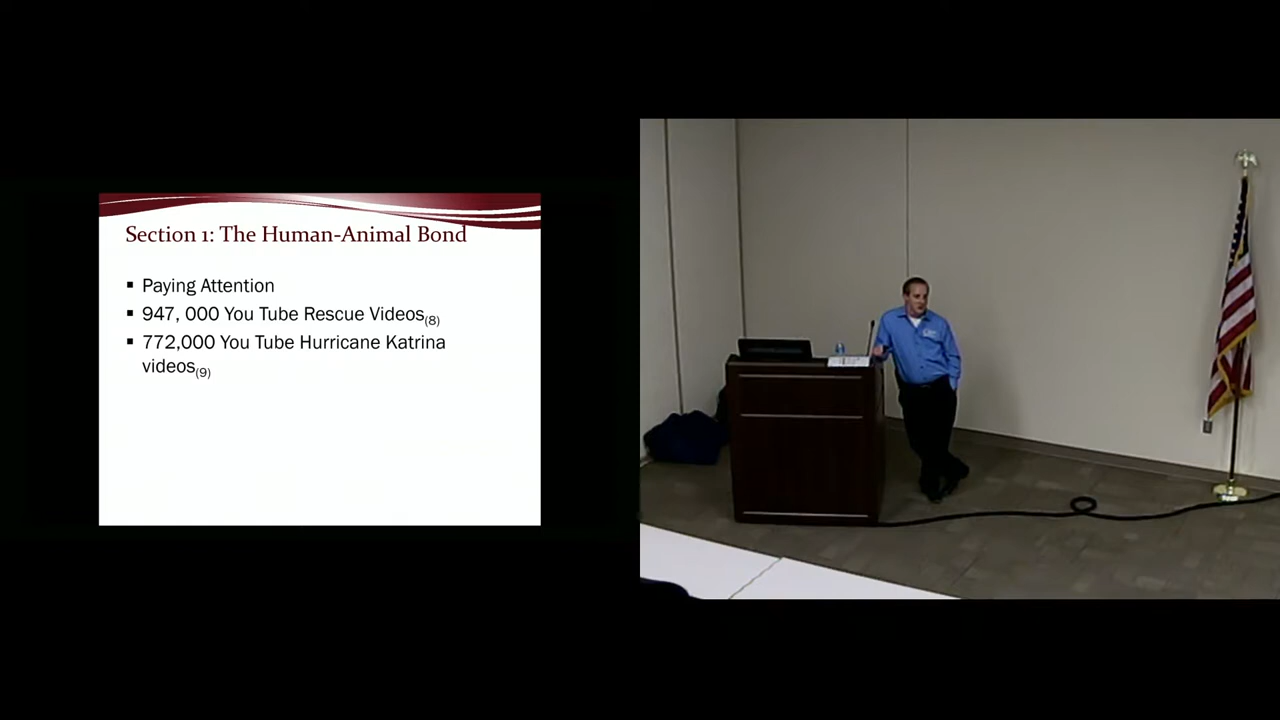 Section 1: The Human-Animal Bond
▪ Paying Attention
▪ 947, 000 You Tube Rescue Videos(8)
▪ 772,000 You Tube Hurricane Katrina
videos(9)